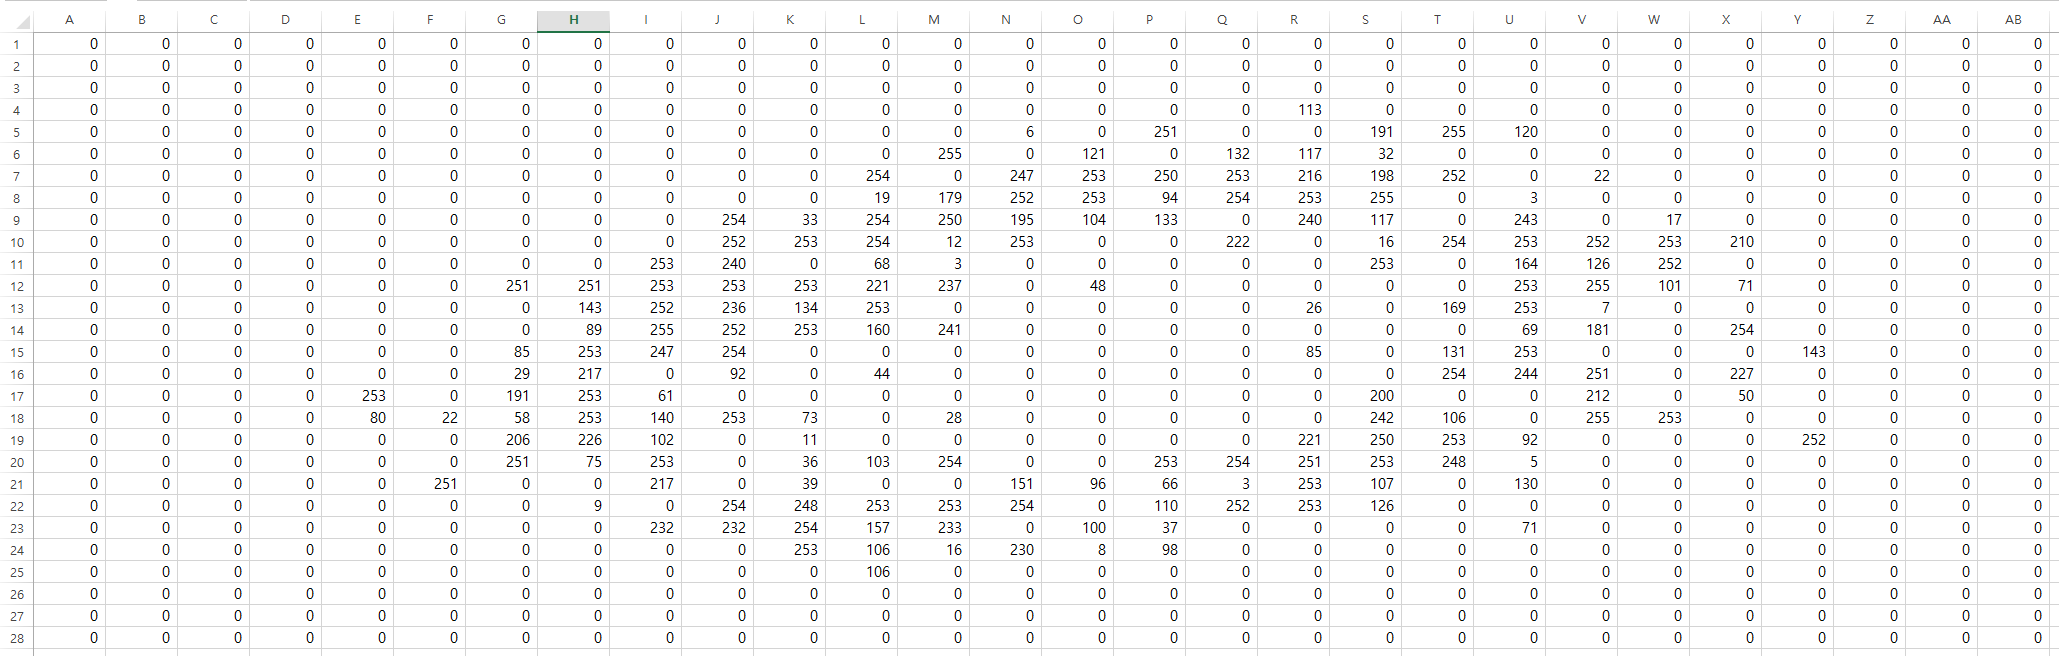 A B C D E F G H I J K L M N O P Q R S T U V W X Y Z AA AB
1 0 0 0 0 0 0 0 0 0 0 0 0 0 0 0 0 0 0 0 0 0 0 0 0 0 0 0 0
2 0 0 0 0 0 0 0 0 0 0 0 0 0 0 0 0 0 0 0 0 0 0 0 0 0 0 0 0
3 0 0 0 0 0 0 0 0 0 0 0 0 0 0 0 0 0 0 0 0 0 0 0 0 0 0 0 0
4 0 0 0 0 0 0 0 0 0 0 0 0 0 0 0 0 0 113 0 0 0 0 0 0 0 0 0 0
5 0 0 0 0 0 0 0 0 0 0 0 0 0 6 0 251 0 0 191 255 120 0 0 0 0 0 0 0
6 0 0 0 0 0 0 0 0 0 0 0 0 255 0 121 0 132 117 32 0 0 0 0 0 0 0 0 0
7 0 0 0 0 0 0 0 0 0 0 0 254 0 247 253 250 253 216 198 252 0 22 0 0 0 0 0 0
8 0 0 0 0 0 0 0 0 0 0 0 19 179 252 253 94 254 253 255 0 3 0 0 0 0 0 0 0
9 0 0 0 0 0 0 0 0 0 254 33 254 250 195 104 133 0 240 117 0 243 0 17 0 0 0 0 0
10 0 0 0 0 0 0 0 0 0 252 253 254 12 253 0 0 222 0 16 254 253 252 253 210 0 0 0 0
11 0 0 0 0 0 0 0 0 253 240 0 68 3 0 0 0 0 0 253 0 164 126 252 0 0 0 0 0
12 0 0 0 0 0 0 251 251 253 253 253 221 237 0 48 0 0 0 0 0 253 255 101 71 0 0 0 0
13 0 0 0 0 0 0 0 143 252 236 134 253 0 0 0 0 0 26 0 169 253 7 0 0 0 0 0 0
14 0 0 0 0 0 0 0 89 255 252 253 160 241 0 0 0 0 0 0 0 69 181 0 254 0 0 0 0
15 0 0 0 0 0 0 85 253 247 254 0 0 0 0 0 0 0 85 0 131 253 0 0 0 143 0 0 0
16 0 0 0 0 0 0 29 217 0 92 0 44 0 0 0 0 0 0 0 254 244 251 0 227 0 0 0 0
17 0 0 0 0 253 0 191 253 61 0 0 0 0 0 0 0 0 0 200 0 0 212 0 50 0 0 0 0
18 0 0 0 0 80 22 58 253 140 253 73 0 28 0 0 0 0 0 242 106 0 255 253 0 0 0 0 0
19 0 0 0 0 0 0 206 226 102 0 11 0 0 0 0 0 0 221 250 253 92 0 0 0 252 0 0 0
20 0 0 0 0 0 0 251 75 253 0 36 103 254 0 0 253 254 251 253 248 5 0 0 0 0 0 0 0
21 0 0 0 0 0 251 0 0 217 0 39 0 0 151 96 66 3 253 107 0 130 0 0 0 0 0 0 0
22 0 0 0 0 0 0 0 9 0 254 248 253 253 254 0 110 252 253 126 0 0 0 0 0 0 0 0 0
23 0 0 0 0 0 0 0 0 232 232 254 157 233 0 100 37 0 0 0 0 71 0 0 0 0 0 0 0
24 0 0 0 0 0 0 0 0 0 0 253 106 16 230 8 98 0 0 0 0 0 0 0 0 0 0 0 0
25 0 0 0 0 0 0 0 0 0 0 0 106 0 0 0 0 0 0 0 0 0 0 0 0 0 0 0 0
26 0 0 0 0 0 0 0 0 0 0 0 0 0 0 0 0 0 0 0 0 0 0 0 0 0 0 0 0
27 0 0 0 0 0 0 0 0 0 0 0 0 0 0 0 0 0 0 0 0 0 0 0 0 0 0 0 0
28 0 0 0 0 0 0 0 0 0 0 0 0 0 0 0 0 0 0 0 0 0 0 0 0 0 0 0 0